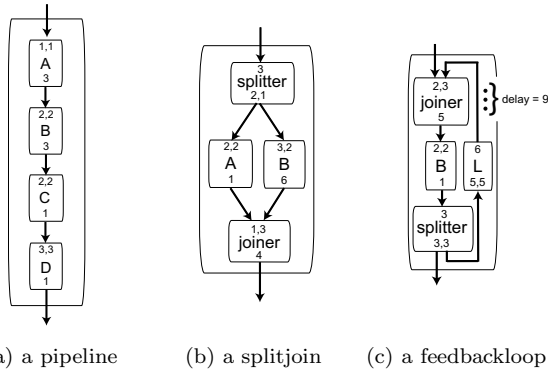 1,1
A
3
2,2
B
3
2,2
C
1
3,3
D
1
3
splitter
2,1
2,2
A
1
3,2
B
6
1,3
joiner
4
2,3
joiner
5
delay = 9
2,2
B
1
6
L
5,5
3
splitter
3,3
a) a pipeline
(b) a splitjoin
(c) a feedbackloop